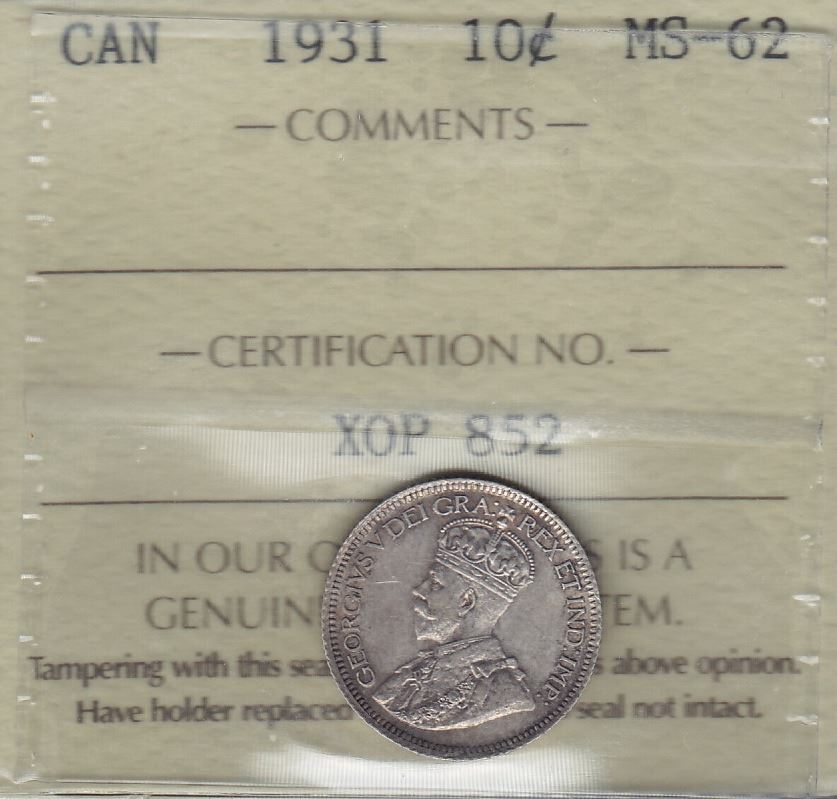 CAN 1931 10¢ MS-62
— COMMENTS —
— CERTIFICATION NO. —
XOP 852
GEORGIVS V DEI GRA: REX ET IND: IMP:
IN OUR O S IS A
GENUIN TEM.
Tampering with this sea s above opinion.
Have holder replaced seal not intact.